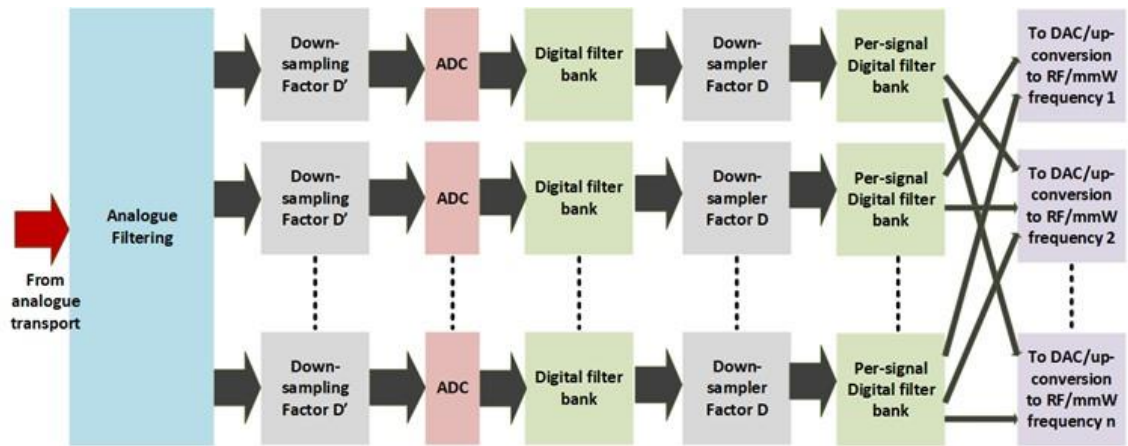 Down-
sampling
Factor D'
ADC
Digital filter
bank
Down-
sampler
Factor D
Per-signal
Digital filter
bank
To DAC/up-
conversion
to RF/mmW
frequency 1
Analogue
Filtering
Down-
sampling
Factor D'
ADC
Digital filter
bank
Down-
sampler
Factor D
Per-signal
Digital filter
bank
To DAC/up-
conversion
to RF/mmW
frequency 2
From
analogue
transport
Down-
sampling
Factor D'
ADC
Digital filter
bank
Down-
sampler
Factor D
Per-signal
Digital filter
bank
To DAC/up-
conversion
to RF/mmW
frequency n